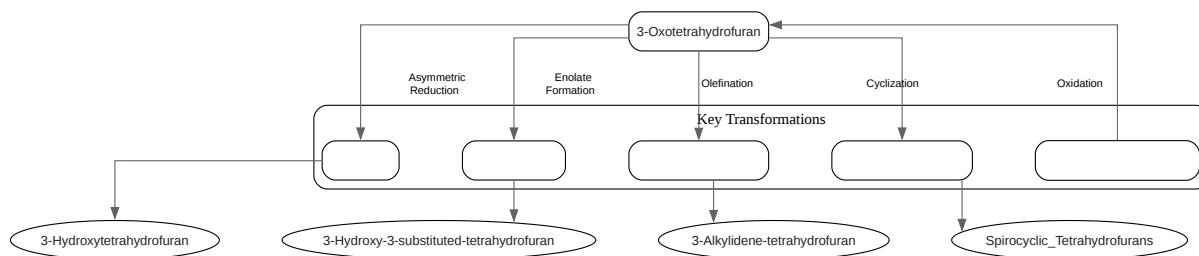 3-Oxotetrahydrofuran
Asymmetric
Reduction
Enolate
Formation
Olefination
Cyclization
Oxidation
Key Transformations
3-Hydroxytetrahydrofuran
3-Hydroxy-3-substituted-tetrahydrofuran
3-Alkylidene-tetrahydrofuran
Spirocyclic_Tetrahydrofurans